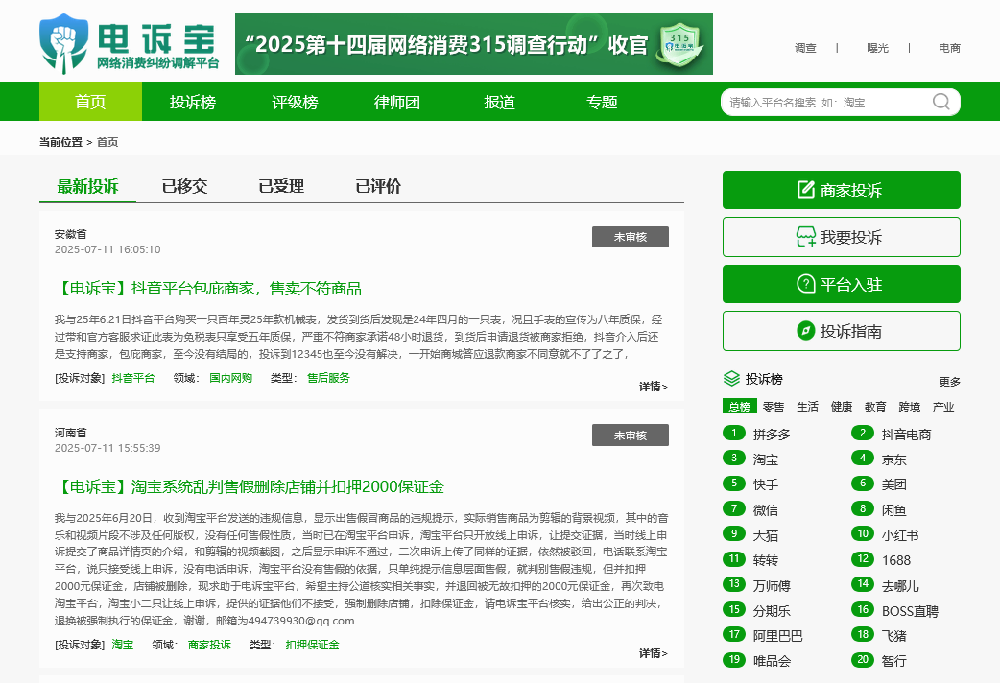 电诉宝
网络消费纠纷调解平台
“2025第十四届网络消费315调查行动”收官
315
调查 | 曝光 | 电商
首页 投诉榜 评级榜 律师团 报道 专题
请输入平台名搜索 如：淘宝
当前位置 > 首页
最新投诉 已移交 已受理 已评价
安徽省
未审核
2025-07-11 16:05:10
【电诉宝】抖音平台包庇商家，售卖不符商品
我与25年6.21日抖音平台购买一只百年灵25年款机械表，发货到货后发现是24年四月的一只表，况且手表的宣传为八年质保，经
过带和官方客服求证此表为免税表只享受五年质保，严重不符商家承诺48小时退货，到货后申请退货被商家拒绝，抖音介入后还
是支持商家，包庇商家，至今没有结局的，投诉到12345也至今没有解决，一开始商城答应退款商家不同意就不了了之了，
[投诉对象] 抖音平台 领域： 国内网购 类型： 售后服务
详情>
河南省
未审核
2025-07-11 15:55:39
【电诉宝】淘宝系统乱判售假删除店铺并扣押2000保证金
我与2025年6月20日，收到淘宝平台发送的违规信息，显示出售假冒商品的违规提示，实际销售商品为剪辑的背景视频，其中的音
乐和视频片段不涉及任何版权，没有任何售假性质，当时已在淘宝平台申诉，淘宝平台只开放线上申诉，让提交证据，当时线上申
诉提交了商品详情页的介绍，和剪辑的视频截图，之后显示申诉不通过，二次申诉上传了同样的证据，依然被驳回，电话联系淘宝
平台，说只接受线上申诉，没有电话申诉，淘宝平台没有售假的依据，只单纯提示信息层面售假，就判别售假违规，但并扣押
2000元保证金，店铺被删除，现求助于电诉宝平台，希望主持公道核实相关事实，并退回被无故扣押的2000元保证金，再次致电
淘宝平台，淘宝小二只让线上申诉，提供的证据他们不接受，强制删除店铺，扣除保证金，请电诉宝平台核实，给出公正的判决，
退换被强制执行的保证金，谢谢，邮箱为494739930@qq.com
[投诉对象] 淘宝 领域： 商家投诉 类型： 扣押保证金
详情>
商家投诉
我要投诉
平台入驻
投诉指南
投诉榜 更多
总榜 零售 生活 健康 教育 跨境 产业
1 拼多多 2 抖音电商
3 淘宝 4 京东
5 快手 6 美团
7 微信 8 闲鱼
9 天猫 10 小红书
11 转转 12 1688
13 万师傅 14 去哪儿
15 分期乐 16 BOSS直聘
17 阿里巴巴 18 飞猪
19 唯品会 20 智行